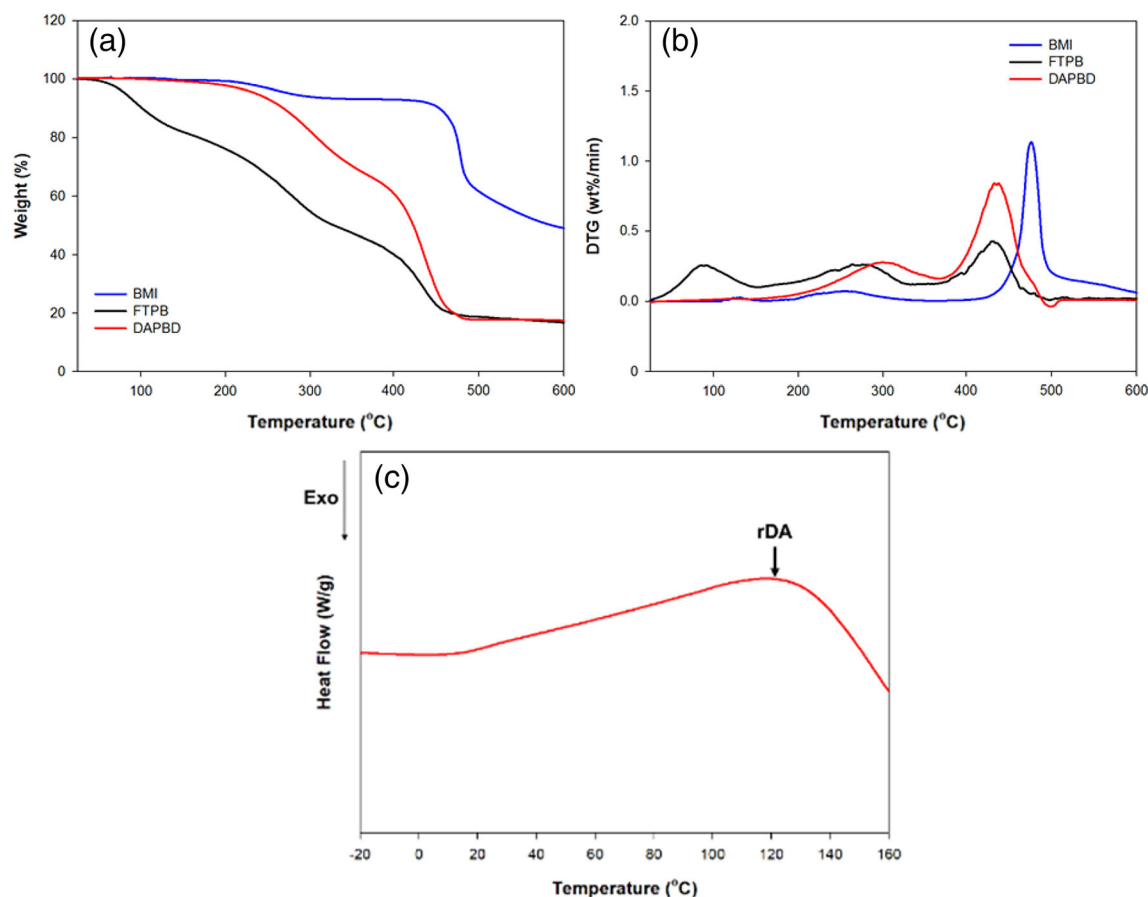 (a)
120
100
80
60
40
20
0
Weight (%)
BMI
FTPB
DAPBD
100 200 300 400 500 600
Temperature (°C)
(b)
2.0
1.5
1.0
0.5
0.0
DTG (wt%/min)
BMI
FTPB
DAPBD
100 200 300 400 500 600
Temperature (°C)
(c)
Exo
rDA
Heat Flow (W/g)
-20 0 20 40 60 80 100 120 140 160
Temperature (°C)